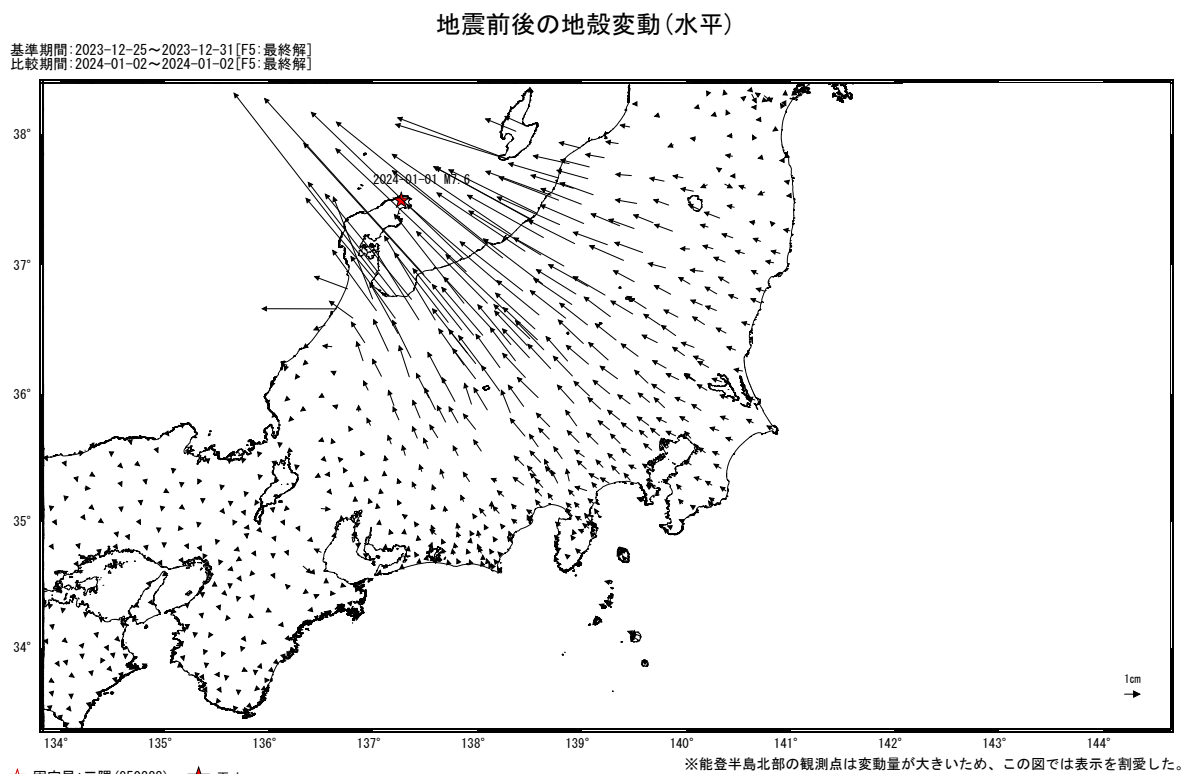 地震前後の地殻変動(水平)
基準期間:2023-12-25～2023-12-31[F5:最終解]
比較期間:2024-01-02～2024-01-02[F5:最終解]
2024-01-01 M7.6
38°
37°
36°
35°
34°
1cm
134° 135° 136° 137° 138° 139° 140° 141° 142° 143° 144°
※能登半島北部の観測点は変動量が大きいため、この図では表示を割愛した。